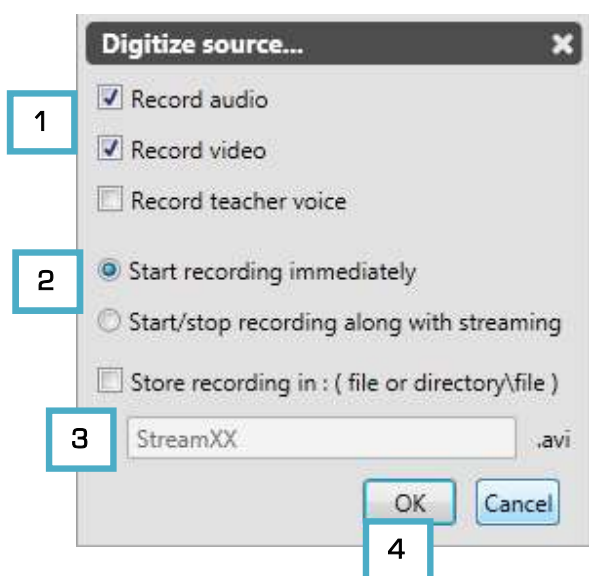 Digitize source...
1
Record audio
Record video
Record teacher voice
2
Start recording immediately
Start/stop recording along with streaming
Store recording in : ( file or directory\file )
3
StreamXX .avi
OK Cancel
4